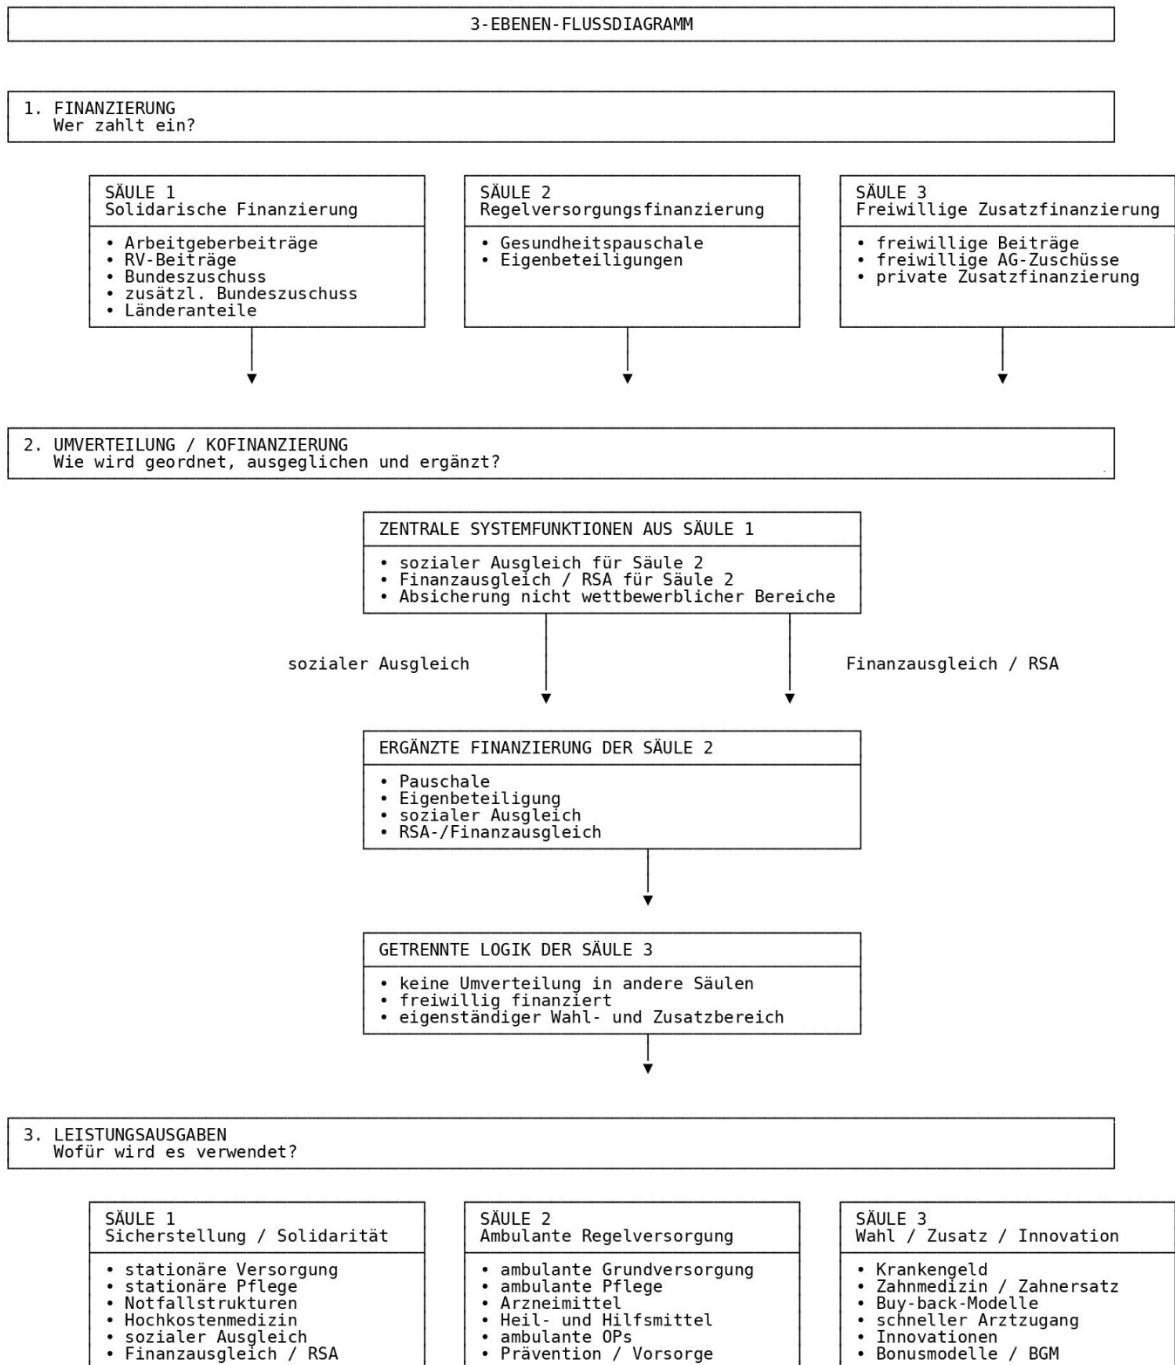 3-EBENEN-FLUSSDIAGRAMM
1. FINANZIERUNG
Wer zahlt ein?
SÄULE 1
Solidarische Finanzierung
• Arbeitgeberbeiträge
• RV-Beiträge
• Bundeszuschuss
• zusätzl. Bundeszuschuss
• Länderanteile
SÄULE 2
Regelversorgungsfinanzierung
• Gesundheitspauschale
• Eigenbeteiligungen
SÄULE 3
Freiwillige Zusatzfinanzierung
• freiwillige Beiträge
• freiwillige AG-Zuschüsse
• private Zusatzfinanzierung
2. UMVERTEILUNG / KOFINANZIERUNG
Wie wird geordnet, ausgeglichen und ergänzt?
ZENTRALE SYSTEMFUNKTIONEN AUS SÄULE 1
• sozialer Ausgleich für Säule 2
• Finanzausgleich / RSA für Säule 2
• Absicherung nicht wettbewerblicher Bereiche
sozialer Ausgleich
Finanzausgleich / RSA
ERGÄNZTE FINANZIERUNG DER SÄULE 2
• Pauschale
• Eigenbeteiligung
• sozialer Ausgleich
• RSA-/Finanzausgleich
GETRENNTE LOGIK DER SÄULE 3
• keine Umverteilung in andere Säulen
• freiwillig finanziert
• eigenständiger Wahl- und Zusatzbereich
3. LEISTUNGSAUSGABEN
Wofür wird es verwendet?
SÄULE 1
Sicherstellung / Solidarität
• stationäre Versorgung
• stationäre Pflege
• Notfallstrukturen
• Hochkostenmedizin
• sozialer Ausgleich
• Finanzausgleich / RSA
SÄULE 2
Ambulante Regelversorgung
• ambulante Grundversorgung
• ambulante Pflege
• Arzneimittel
• Heil- und Hilfsmittel
• ambulante OPs
• Prävention / Vorsorge
SÄULE 3
Wahl / Zusatz / Innovation
• Krankengeld
• Zahnmedizin / Zahnersatz
• Buy-back-Modelle
• schneller Arztzugang
• Innovationen
• Bonusmodelle / BGM